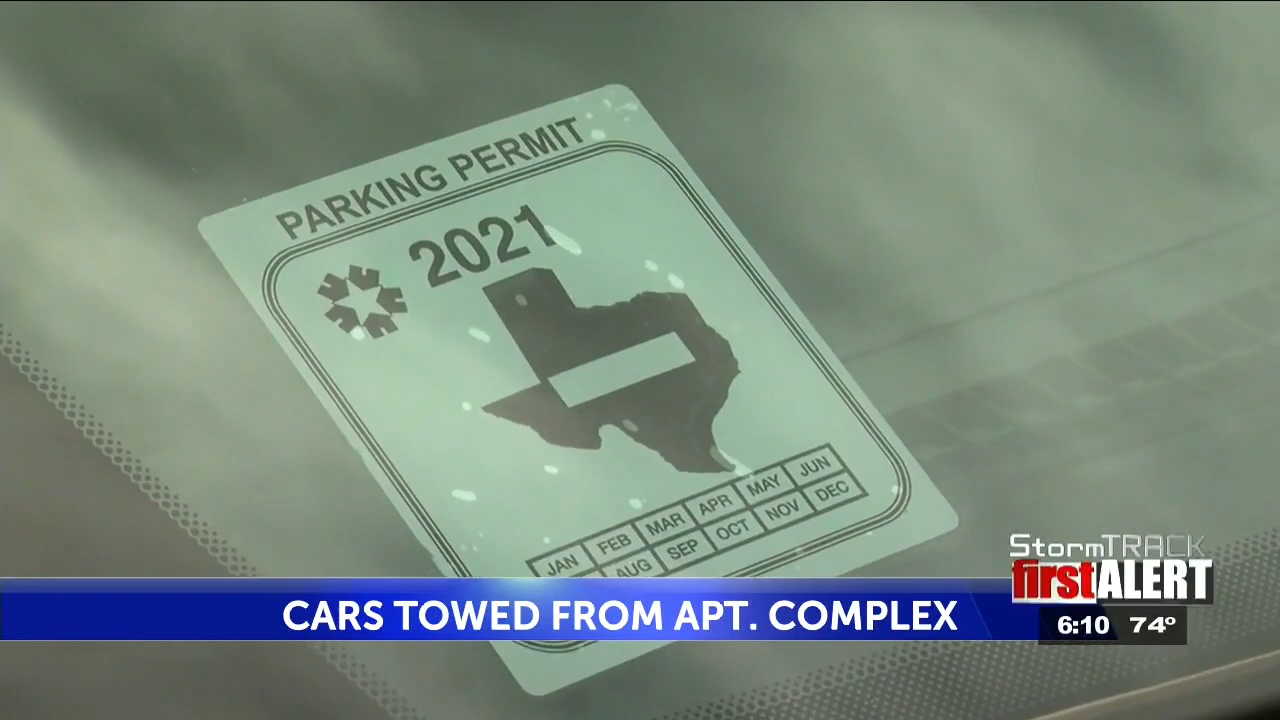 PARKING PERMIT
2021
JAN FEB MAR APR MAY JUN
AUG SEP OCT NOV DEC
CARS TOWED FROM APT. COMPLEX
StormTRACK
firstALERT
6:10 74°